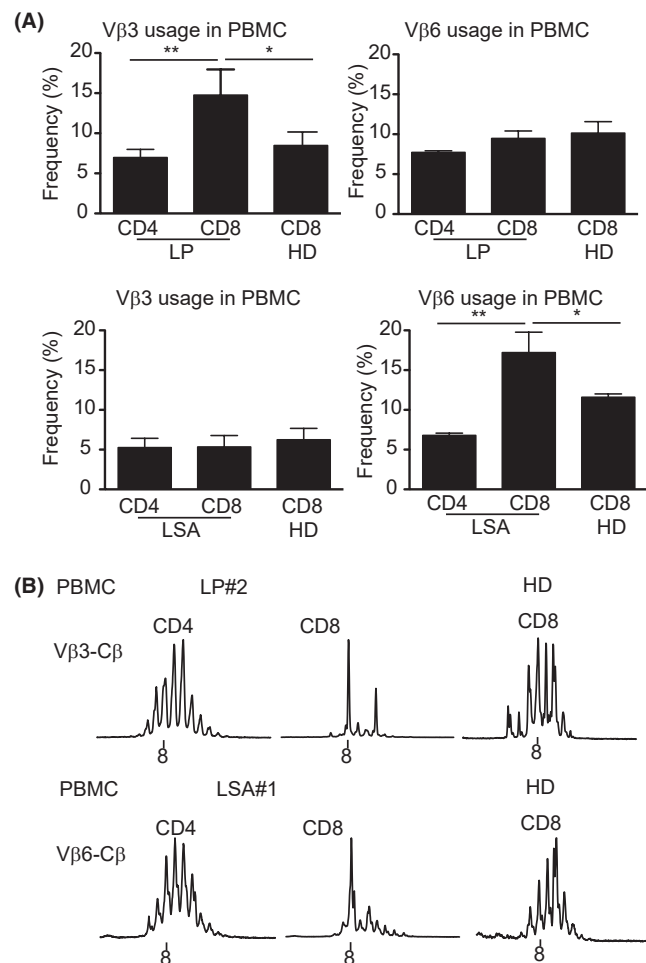 (A)
Vβ3 usage in PBMC
** *
Frequency (%)
20
15
10
5
0
CD4 CD8 CD8
LP HD
Vβ6 usage in PBMC
Frequency (%)
20
15
10
5
0
CD4 CD8 CD8
LP HD
Vβ3 usage in PBMC
Frequency (%)
20
15
10
5
0
CD4 CD8 CD8
LSA HD
Vβ6 usage in PBMC
** *
Frequency (%)
20
15
10
5
0
CD4 CD8 CD8
LSA HD
(B)
PBMC LP#2 HD
CD4 CD8 CD8
Vβ3-Cβ
8 8 8
PBMC LSA#1 HD
CD4 CD8 CD8
Vβ6-Cβ
8 8 8